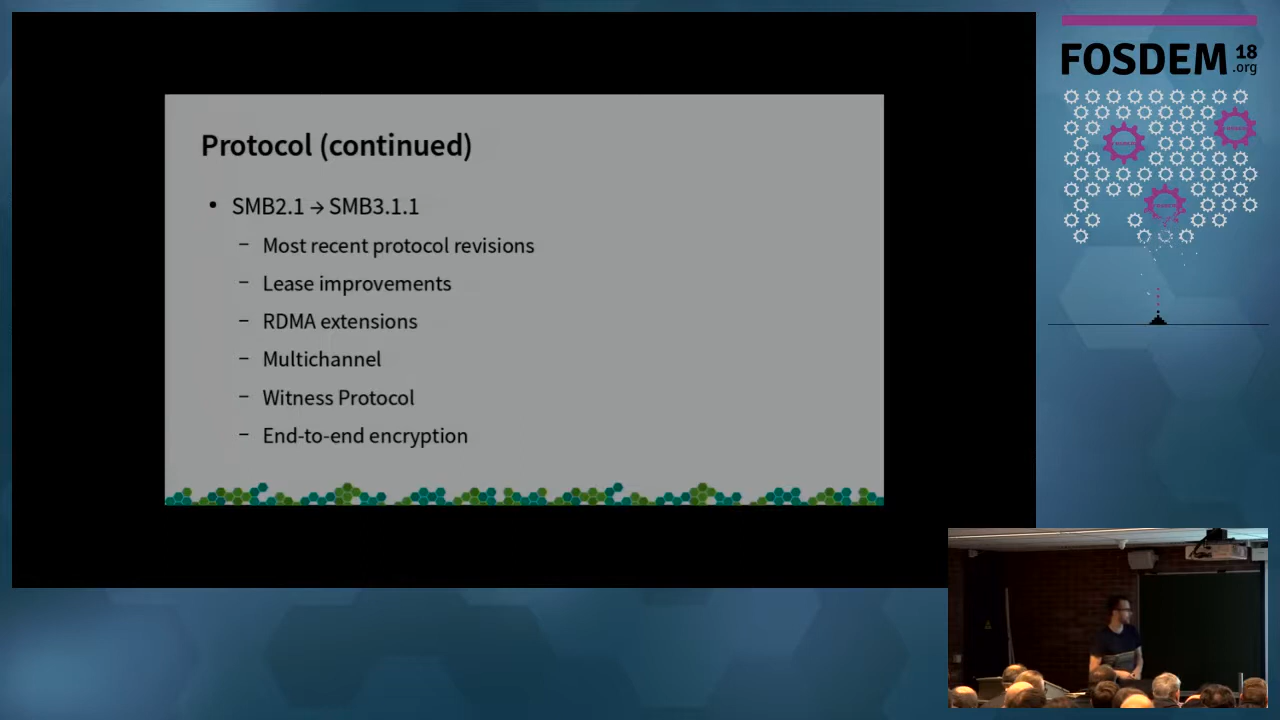 Protocol (continued)
• SMB2.1 → SMB3.1.1
– Most recent protocol revisions
– Lease improvements
– RDMA extensions
– Multichannel
– Witness Protocol
– End-to-end encryption
FOSDEM 18
.org